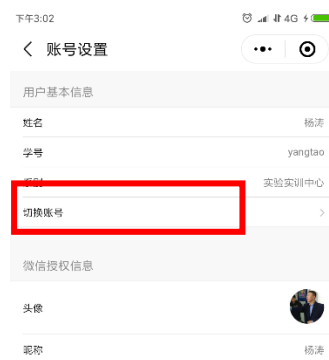 下午3:02
4G
账号设置
用户基本信息
姓名 杨涛
学号 yangtao
实验实训中心
切换账号
微信授权信息
头像
昵称 杨涛